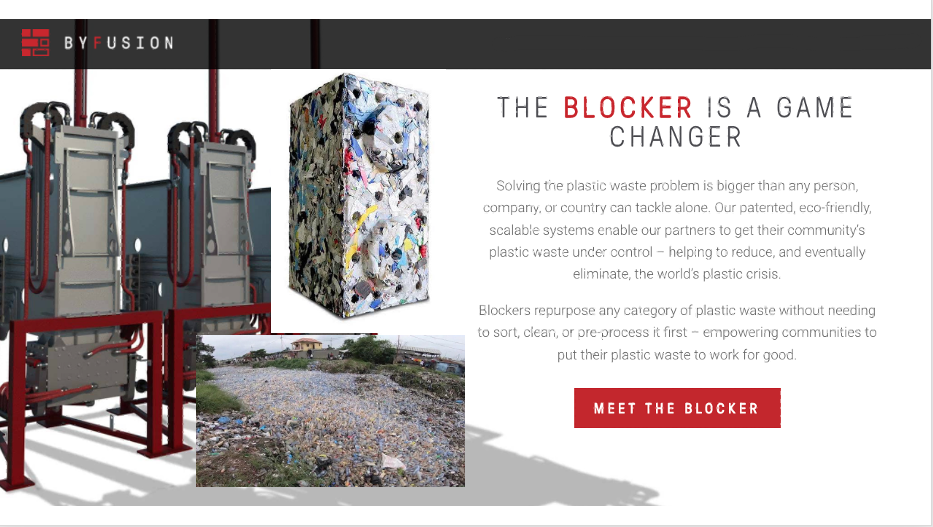 BYFUSION
THE BLOCKER IS A GAME
CHANGER
Solving the plastic waste problem is bigger than any person,
company, or country can tackle alone. Our patented, eco-friendly,
scalable systems enable our partners to get their community's
plastic waste under control – helping to reduce, and eventually
eliminate, the world's plastic crisis.
Blockers repurpose any category of plastic waste without needing
to sort, clean, or pre-process it first – empowering communities to
put their plastic waste to work for good.
MEET THE BLOCKER